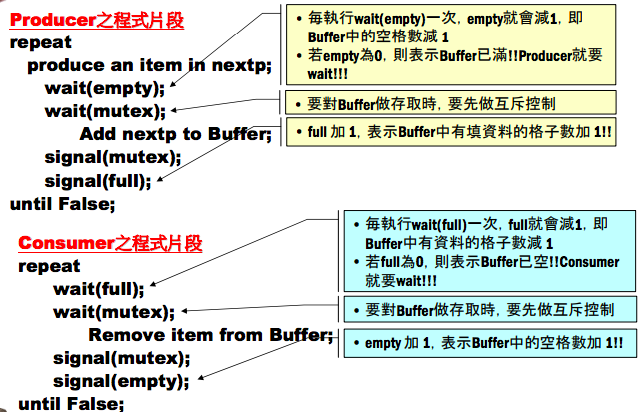 Producer之程式片段
repeat
produce an item in nextp;
wait(empty);
wait(mutex);
Add nextp to Buffer;
signal(mutex);
signal(full);
until False;
• 每執行wait(empty)一次, empty就會減1, 即
Buffer中的空格數減 1
• 若empty為0, 則表示Buffer已滿!!Producer就要
wait!!!
• 要對Buffer做存取時, 要先做互斥控制
• full 加 1, 表示Buffer中有填資料的格子數加 1!!
Consumer之程式片段
repeat
wait(full);
wait(mutex);
Remove item from Buffer;
signal(mutex);
signal(empty);
until False;
• 每執行wait(full)一次, full就會減1, 即
Buffer中有資料的格子數減 1
• 若full為0, 則表示Buffer已空!!Consumer
就要wait!!!
• 要對Buffer做存取時, 要先做互斥控制
• empty 加 1, 表示Buffer中的空格數加 1!!